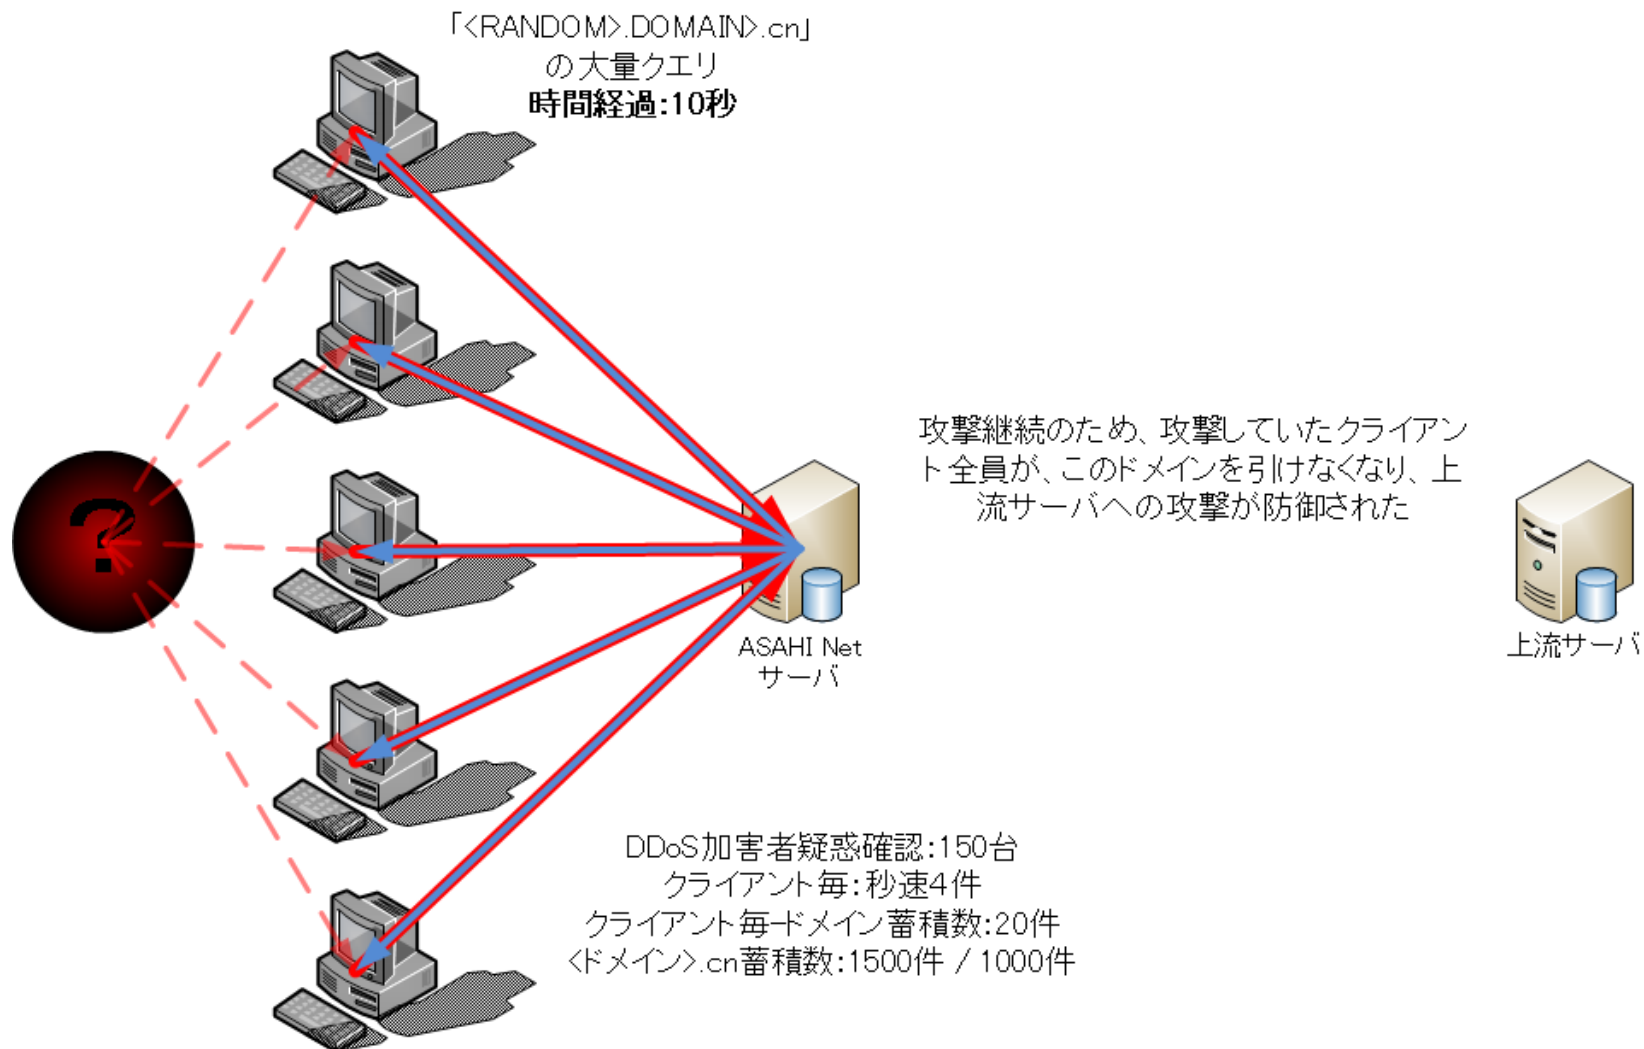 「<RANDOM>.DOMAIN>.cn」
の大量クエリ
時間経過:10秒
?
攻撃継続のため、攻撃していたクライアン
ト全員が、このドメインを引けなくなり、上
流サーバへの攻撃が防御された
ASAHI Net
サーバ
上流サーバ
DDoS加害者疑惑確認:150台
クライアント毎:秒速4件
クライアント毎-ドメイン蓄積数:20件
<ドメイン>.cn蓄積数:1500件 / 1000件